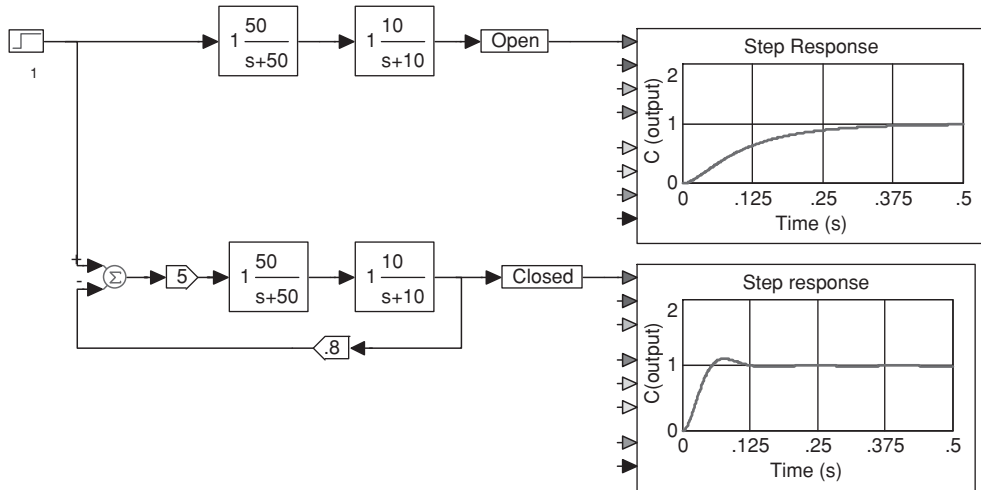 1
1 50
s+50
1 10
s+10
Open
Step Response
C (output)
2
1
0
0 .125 .25 .375 .5
Time (s)
+
-
Σ
5
1 50
s+50
1 10
s+10
Closed
.8
Step response
C(output)
2
1
0
0 .125 .25 .375 .5
Time (s)